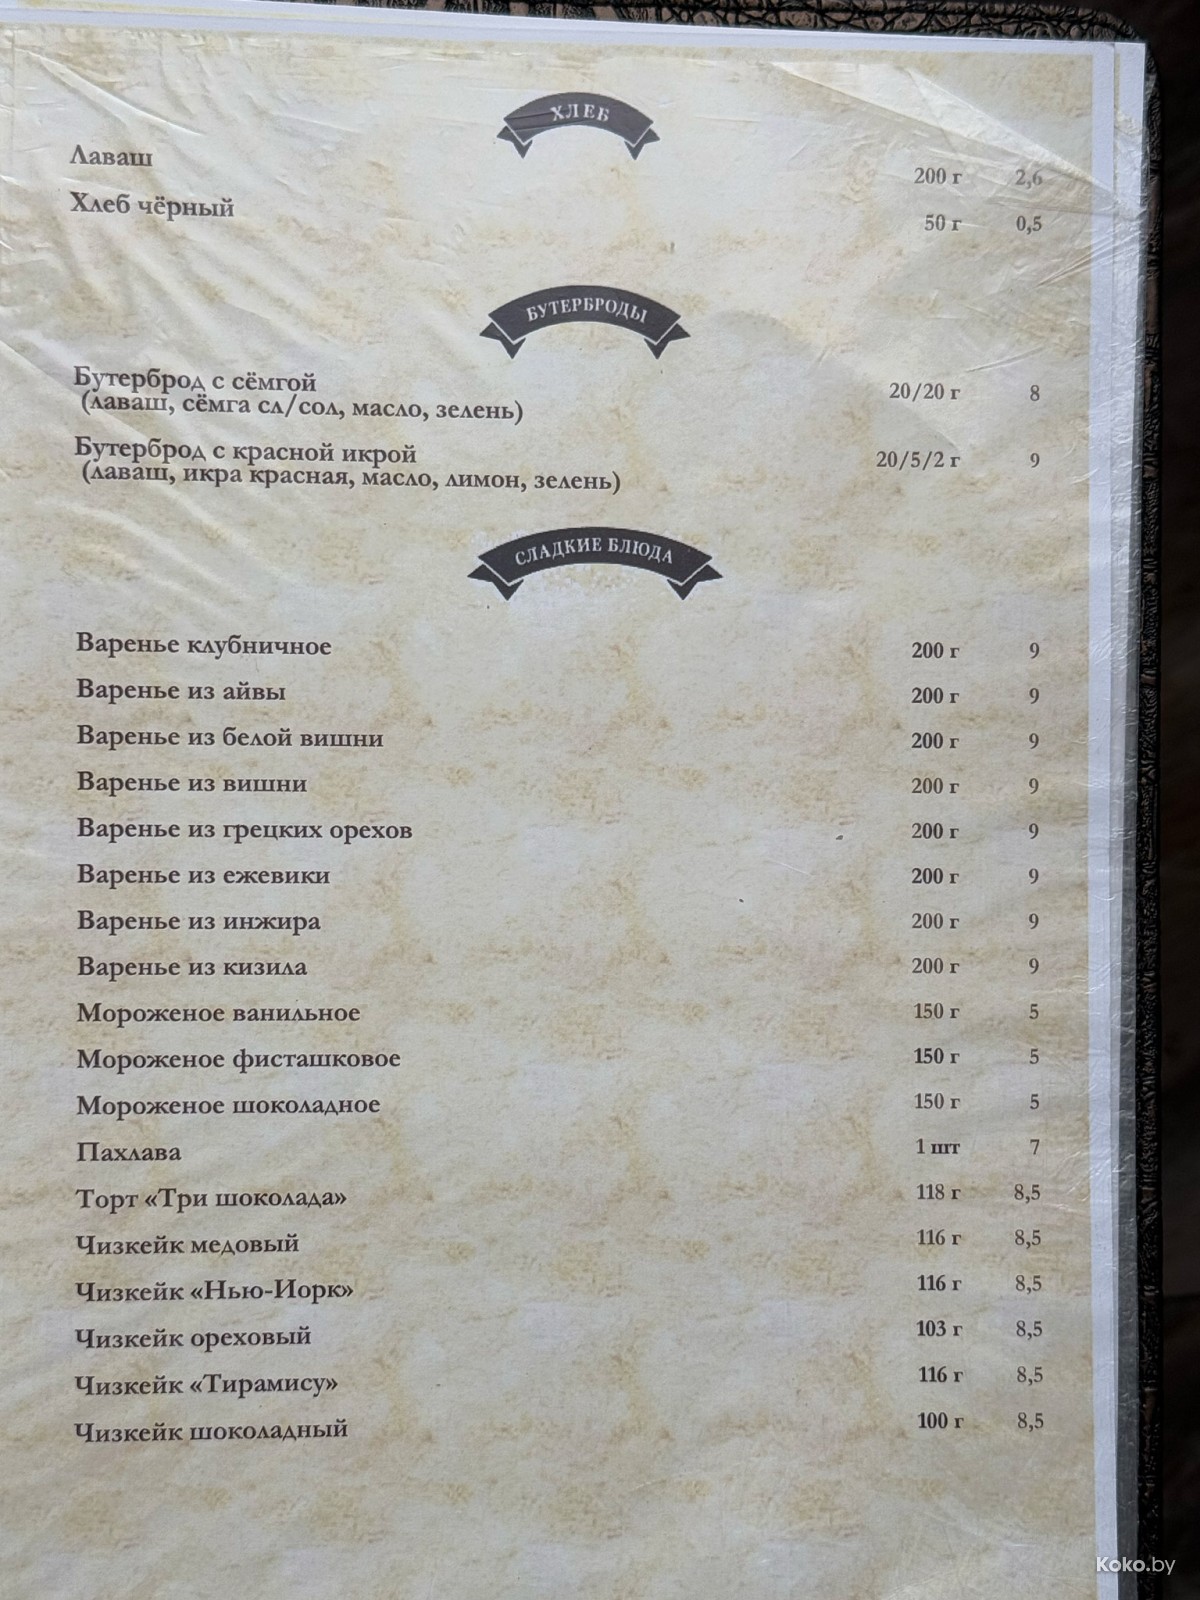 ХЛЕБ
Лаваш 200 г 2,6
Хлеб чёрный 50 г 0,5
БУТЕРБРОДЫ
Бутерброд с сёмгой 20/20 г 8
(лаваш, сёмга сл/сол, масло, зелень)
Бутерброд с красной икрой 20/5/2 г 9
(лаваш, икра красная, масло, лимон, зелень)
СЛАДКИЕ БЛЮДА
Варенье клубничное 200 г 9
Варенье из айвы 200 г 9
Варенье из белой вишни 200 г 9
Варенье из вишни 200 г 9
Варенье из грецких орехов 200 г 9
Варенье из ежевики 200 г 9
Варенье из инжира 200 г 9
Варенье из кизила 200 г 9
Мороженое ванильное 150 г 5
Мороженое фисташковое 150 г 5
Мороженое шоколадное 150 г 5
Пахлава 1 шт 7
Торт «Три шоколада» 118 г 8,5
Чизкейк медовый 116 г 8,5
Чизкейк «Нью-Иорк» 116 г 8,5
Чизкейк ореховый 103 г 8,5
Чизкейк «Тирамису» 116 г 8,5
Чизкейк шоколадный 100 г 8,5
Koko.by